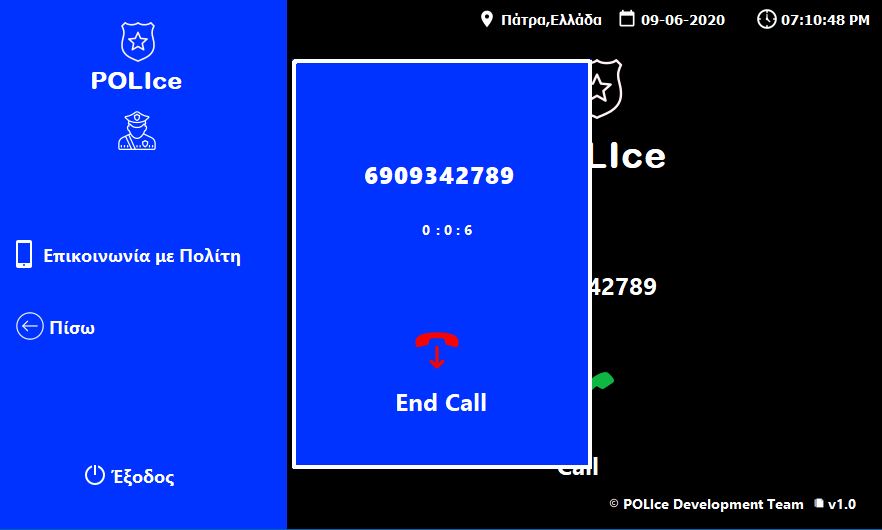 POLIce
Επικοινωνία με Πολίτη
Πίσω
Έξοδος
Πάτρα,Ελλάδα 09-06-2020 07:10:48 PM
6909342789
0 : 0 : 6
End Call
LIce
42789
Call
© POLIce Development Team v1.0